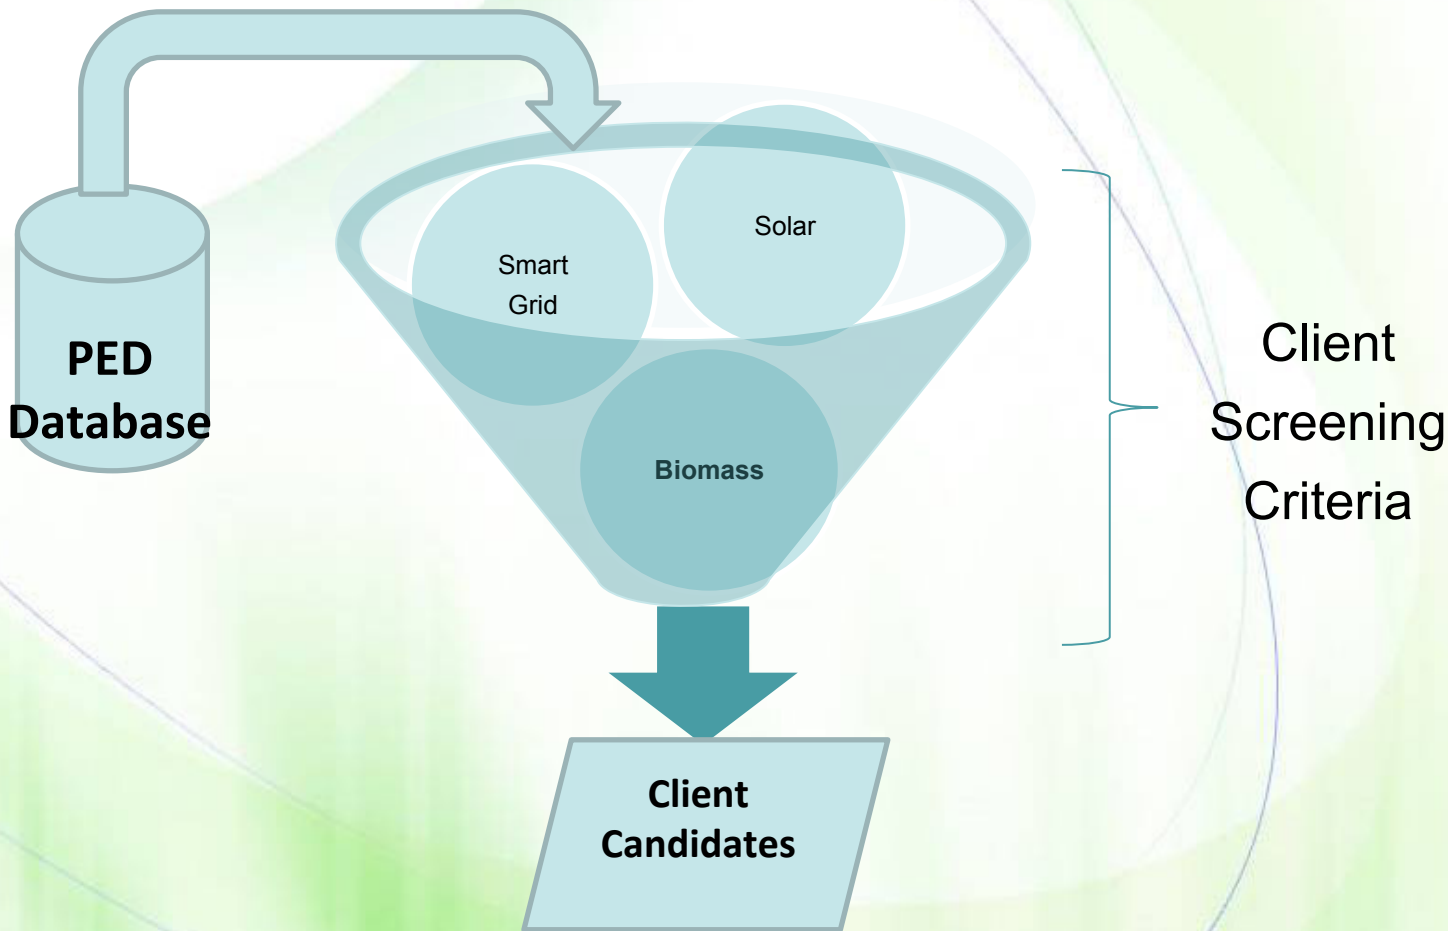 Solar
Smart
Grid
PED
Database
Biomass
Client
Screening
Criteria
Client
Candidates